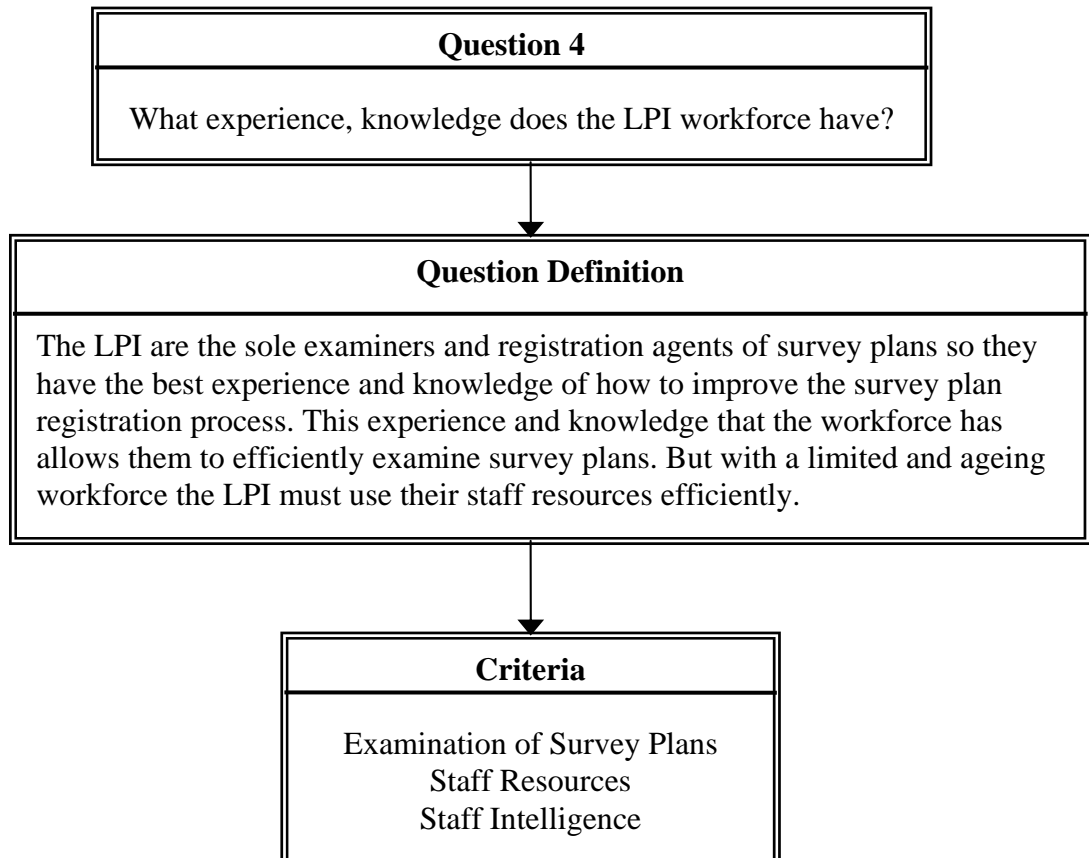 Question 4
What experience, knowledge does the LPI workforce have?
Question Definition
The LPI are the sole examiners and registration agents of survey plans so they
have the best experience and knowledge of how to improve the survey plan
registration process. This experience and knowledge that the workforce has
allows them to efficiently examine survey plans. But with a limited and ageing
workforce the LPI must use their staff resources efficiently.
Criteria
Examination of Survey Plans
Staff Resources
Staff Intelligence